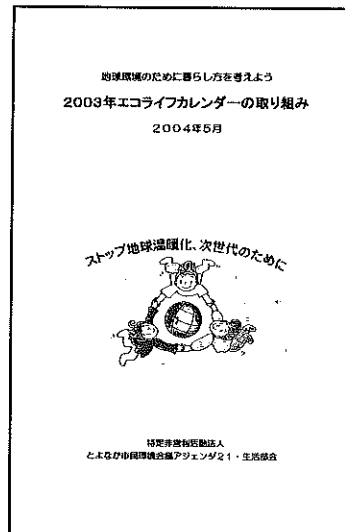 地球環境のために暮らし方を考えよう
2003年エコライフカレンダーの取り組み
2004年5月
ストップ地球温暖化、次世代のために
特定非営利活動法人
とよなか市民環境会議アジェンダ21・生活部会